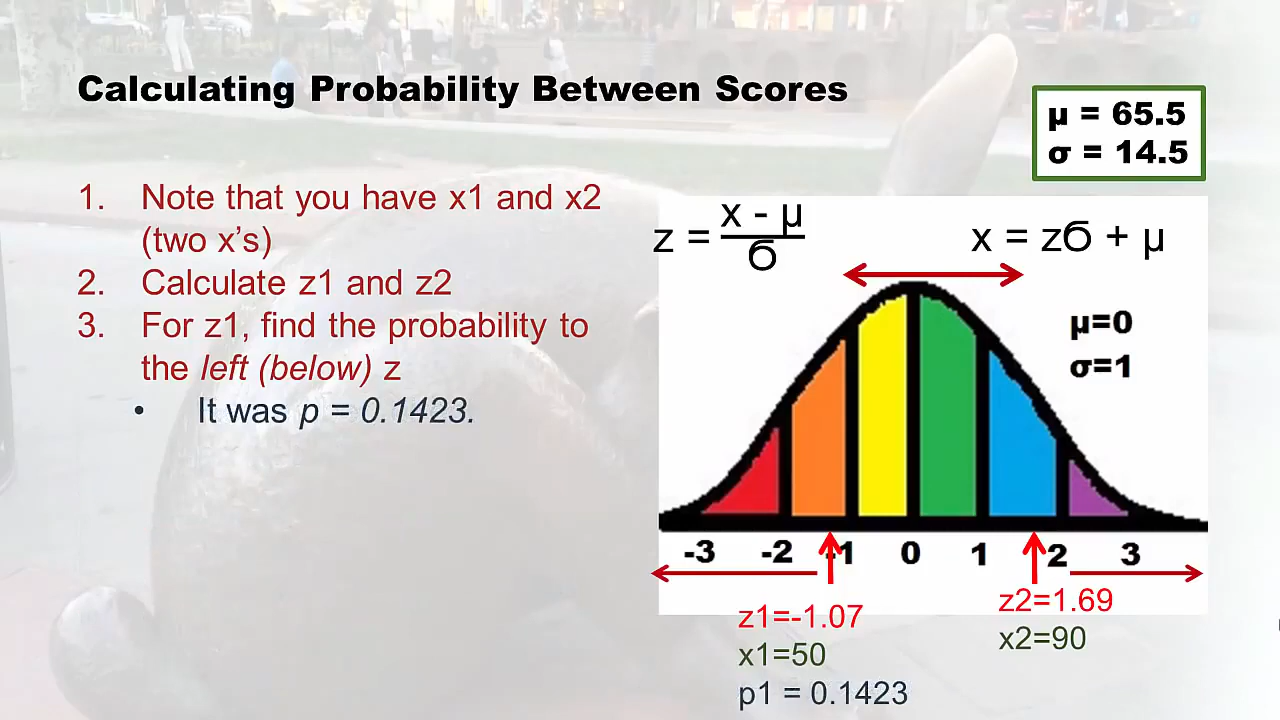 Calculating Probability Between Scores
μ = 65.5
σ = 14.5
1. Note that you have x1 and x2
(two x’s)
2. Calculate z1 and z2
3. For z1, find the probability to
the left (below) z
• It was p = 0.1423.
z = x - μ
б
x = zб + μ
μ=0
σ=1
-3 -2 -1 0 1 2 3
z1=-1.07
x1=50
p1 = 0.1423
z2=1.69
x2=90